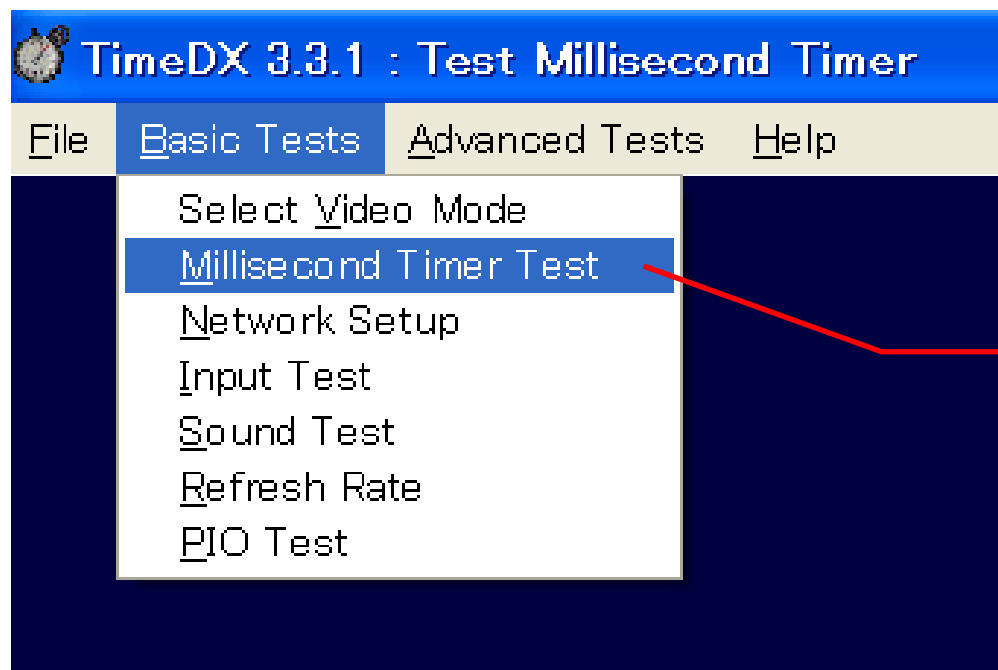 TimeDX 3.3.1 : Test Millisecond Timer
File Basic Tests Advanced Tests Help
Select Video Mode
Millisecond Timer Test
Network Setup
Input Test
Sound Test
Refresh Rate
PIO Test